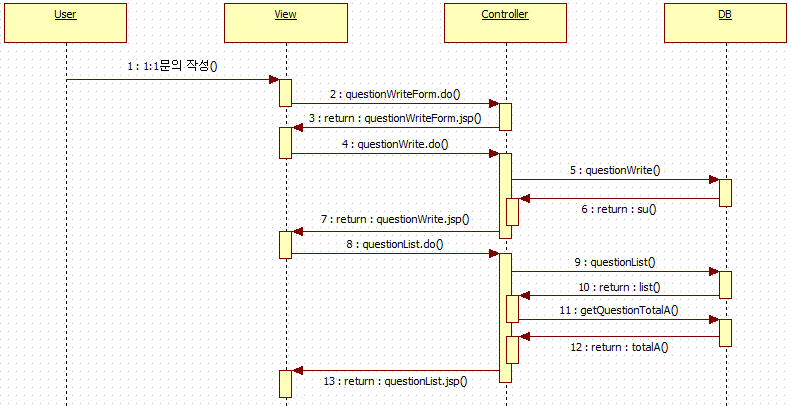 User
View
Controller
DB
1 : 1:1문의 작성()
2 : questionWriteForm.do()
3 : return : questionWriteForm.jsp()
4 : questionWrite.do()
5 : questionWrite()
6 : return : su()
7 : return : questionWrite.jsp()
8 : questionList.do()
9 : questionList()
10 : return : list()
11 : getQuestionTotalA()
12 : return : totalA()
13 : return : questionList.jsp()